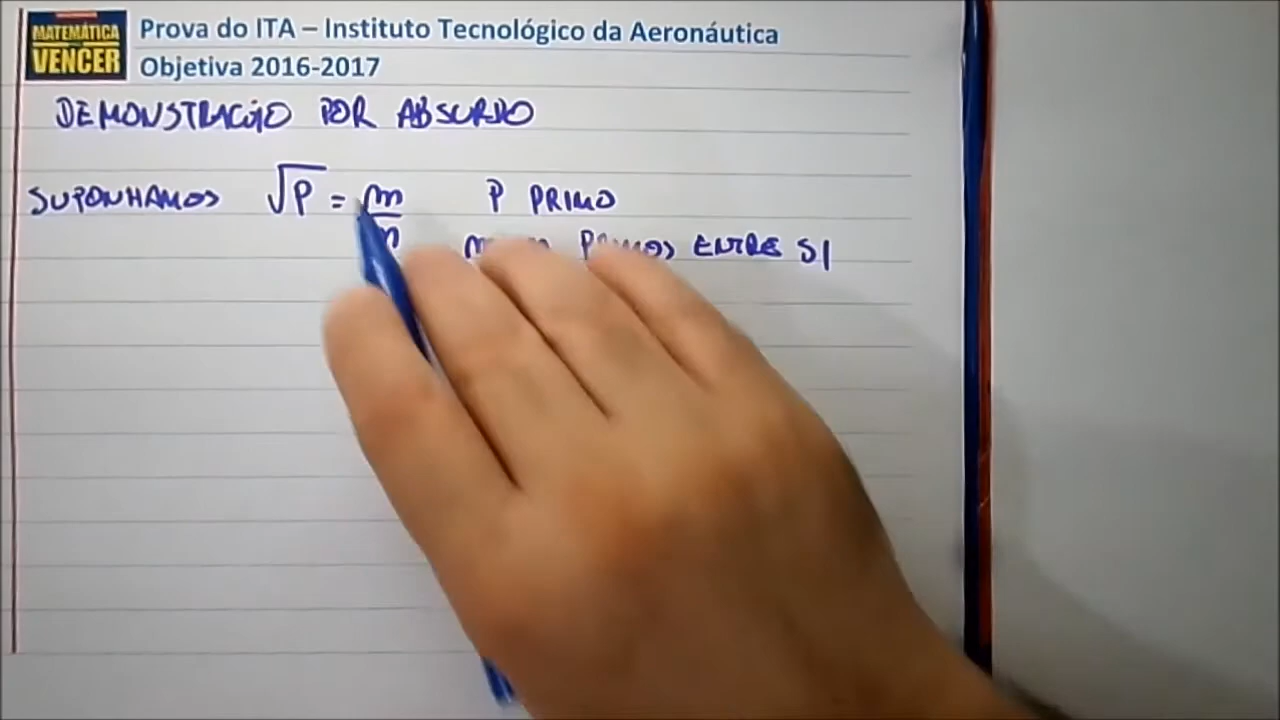 MATEMÁTICA
VENCER
Prova do ITA – Instituto Tecnológico da Aeronáutica
Objetiva 2016-2017
DEMONSTRAÇÃO POR ABSURDO
SUPONHAMOS √P = m/n P PRIMO
PRIMOS ENTRE SI